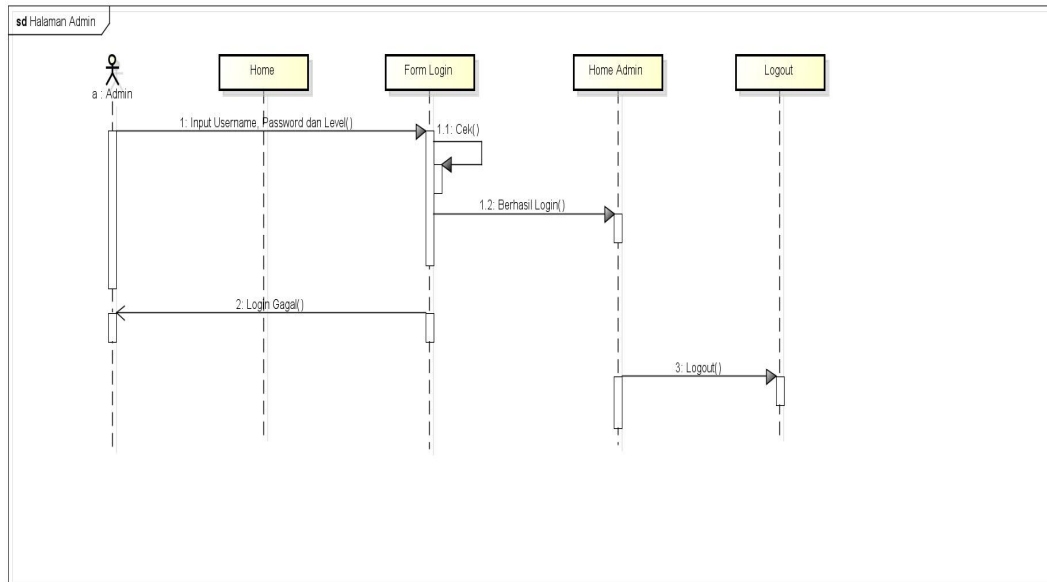 sd Halaman Admin
a : Admin
Home
Form Login
Home Admin
Logout
1: Input Username, Password dan Level()
1.1: Cek()
1.2: Berhasil Login()
2: Login Gagal()
3: Logout()